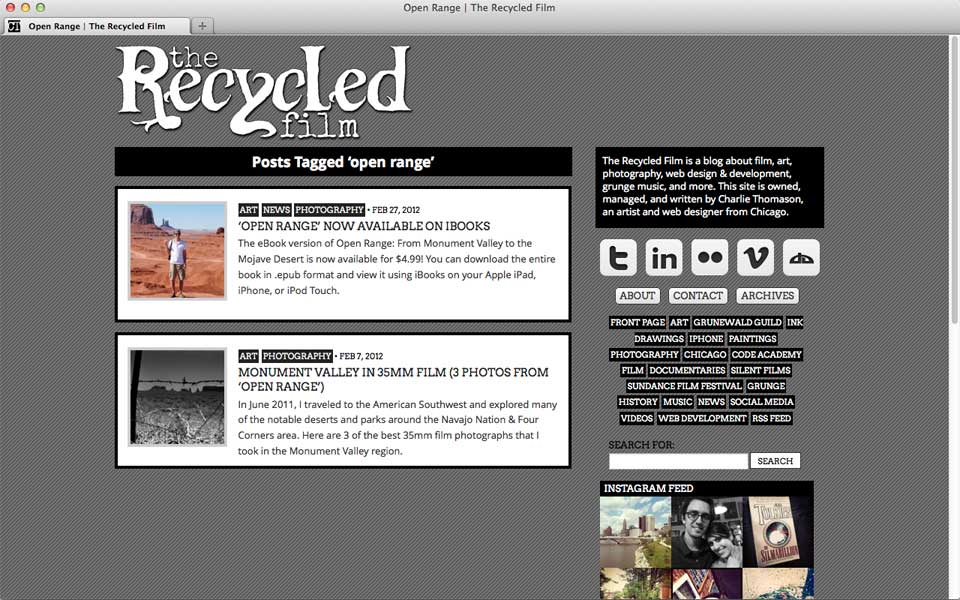 Open Range | The Recycled Film
Open Range | The Recycled Film
the
Recycled
film
Posts Tagged ‘open range’
ART NEWS PHOTOGRAPHY • FEB 27, 2012
‘OPEN RANGE’ NOW AVAILABLE ON IBOOKS
The eBook version of Open Range: From Monument Valley to the
Mojave Desert is now available for $4.99! You can download the entire
book in .epub format and view it using iBooks on your Apple iPad,
iPhone, or iPod Touch.
ART PHOTOGRAPHY • FEB 7, 2012
MONUMENT VALLEY IN 35MM FILM (3 PHOTOS FROM
‘OPEN RANGE’)
In June 2011, I traveled to the American Southwest and explored many
of the notable deserts and parks around the Navajo Nation & Four
Corners area. Here are 3 of the best 35mm film photographs that I
took in the Monument Valley region.
The Recycled Film is a blog about film, art,
photography, web design & development,
grunge music, and more. This site is owned,
managed, and written by Charlie Thomason,
an artist and web designer from Chicago.
t in v
ABOUT CONTACT ARCHIVES
FRONT PAGE ART GRUNEWALD GUILD INK
DRAWINGS IPHONE PAINTINGS
PHOTOGRAPHY CHICAGO CODE ACADEMY
FILM DOCUMENTARIES SILENT FILMS
SUNDANCE FILM FESTIVAL GRUNGE
HISTORY MUSIC NEWS SOCIAL MEDIA
VIDEOS WEB DEVELOPMENT RSS FEED
SEARCH FOR:
SEARCH
INSTAGRAM FEED
TOLKIEN
SILMARILLION